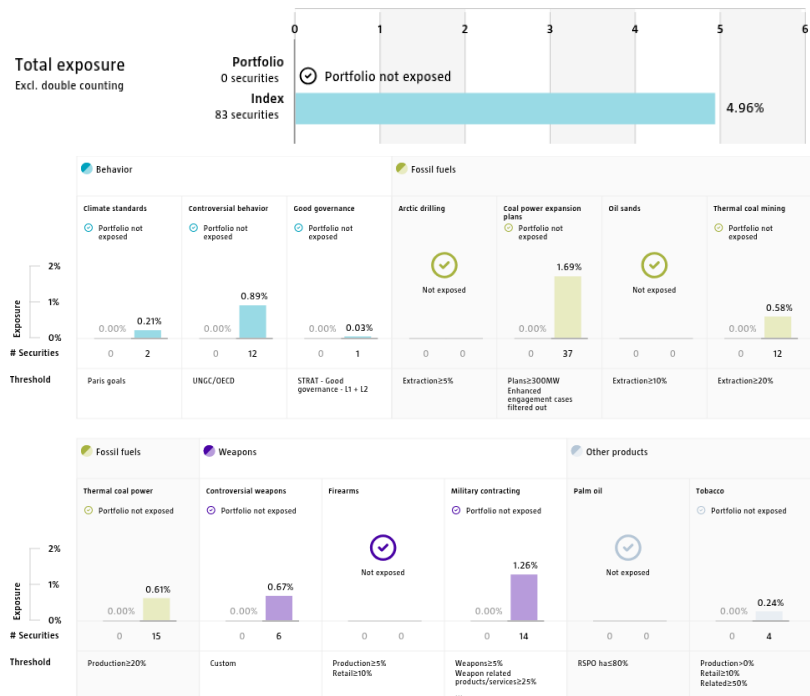 0 1 2 3 4 5 6
Total exposure
Excl. double counting
Portfolio
0 securities
Portfolio not exposed
Index
83 securities
4.96%
Behavior
Fossil fuels
Climate standards
Portfolio not
exposed
Controversial behavior
Portfolio not
exposed
Good governance
Portfolio not
exposed
Arctic drilling
Not exposed
Coal power expansion
plans
Portfolio not
exposed
Oil sands
Not exposed
Thermal coal mining
Portfolio not
exposed
Exposure
2%
1%
0%
0.00% 0.21%
0.00% 0.89%
0.00% 0.03%
0.00% 1.69%
0.00% 0.58%
# Securities 0 2 0 12 0 1 0 0 0 37 0 0 0 12
Threshold
Paris goals
UNGC/OECD
STRAT - Good
governance - L1 + L2
Extraction≥5%
Plans≥300MW
Enhanced
engagement cases
filtered out
Extraction≥10%
Extraction≥20%
Fossil fuels
Weapons
Other products
Thermal coal power
Portfolio not exposed
Controversial weapons
Portfolio not exposed
Firearms
Not exposed
Military contracting
Portfolio not exposed
Palm oil
Not exposed
Tobacco
Portfolio not exposed
Exposure
2%
1%
0%
0.00% 0.61%
0.00% 0.67%
0.00% 1.26%
0.00% 0.24%
# Securities 0 15 0 6 0 0 0 14 0 0 0 4
Threshold
Production≥20%
Custom
Production≥5%
Retail≥10%
Weapons≥5%
Weapon related
products/services≥25%
RSPO ha≤80%
Production>0%
Retail≥10%
Related≥50%